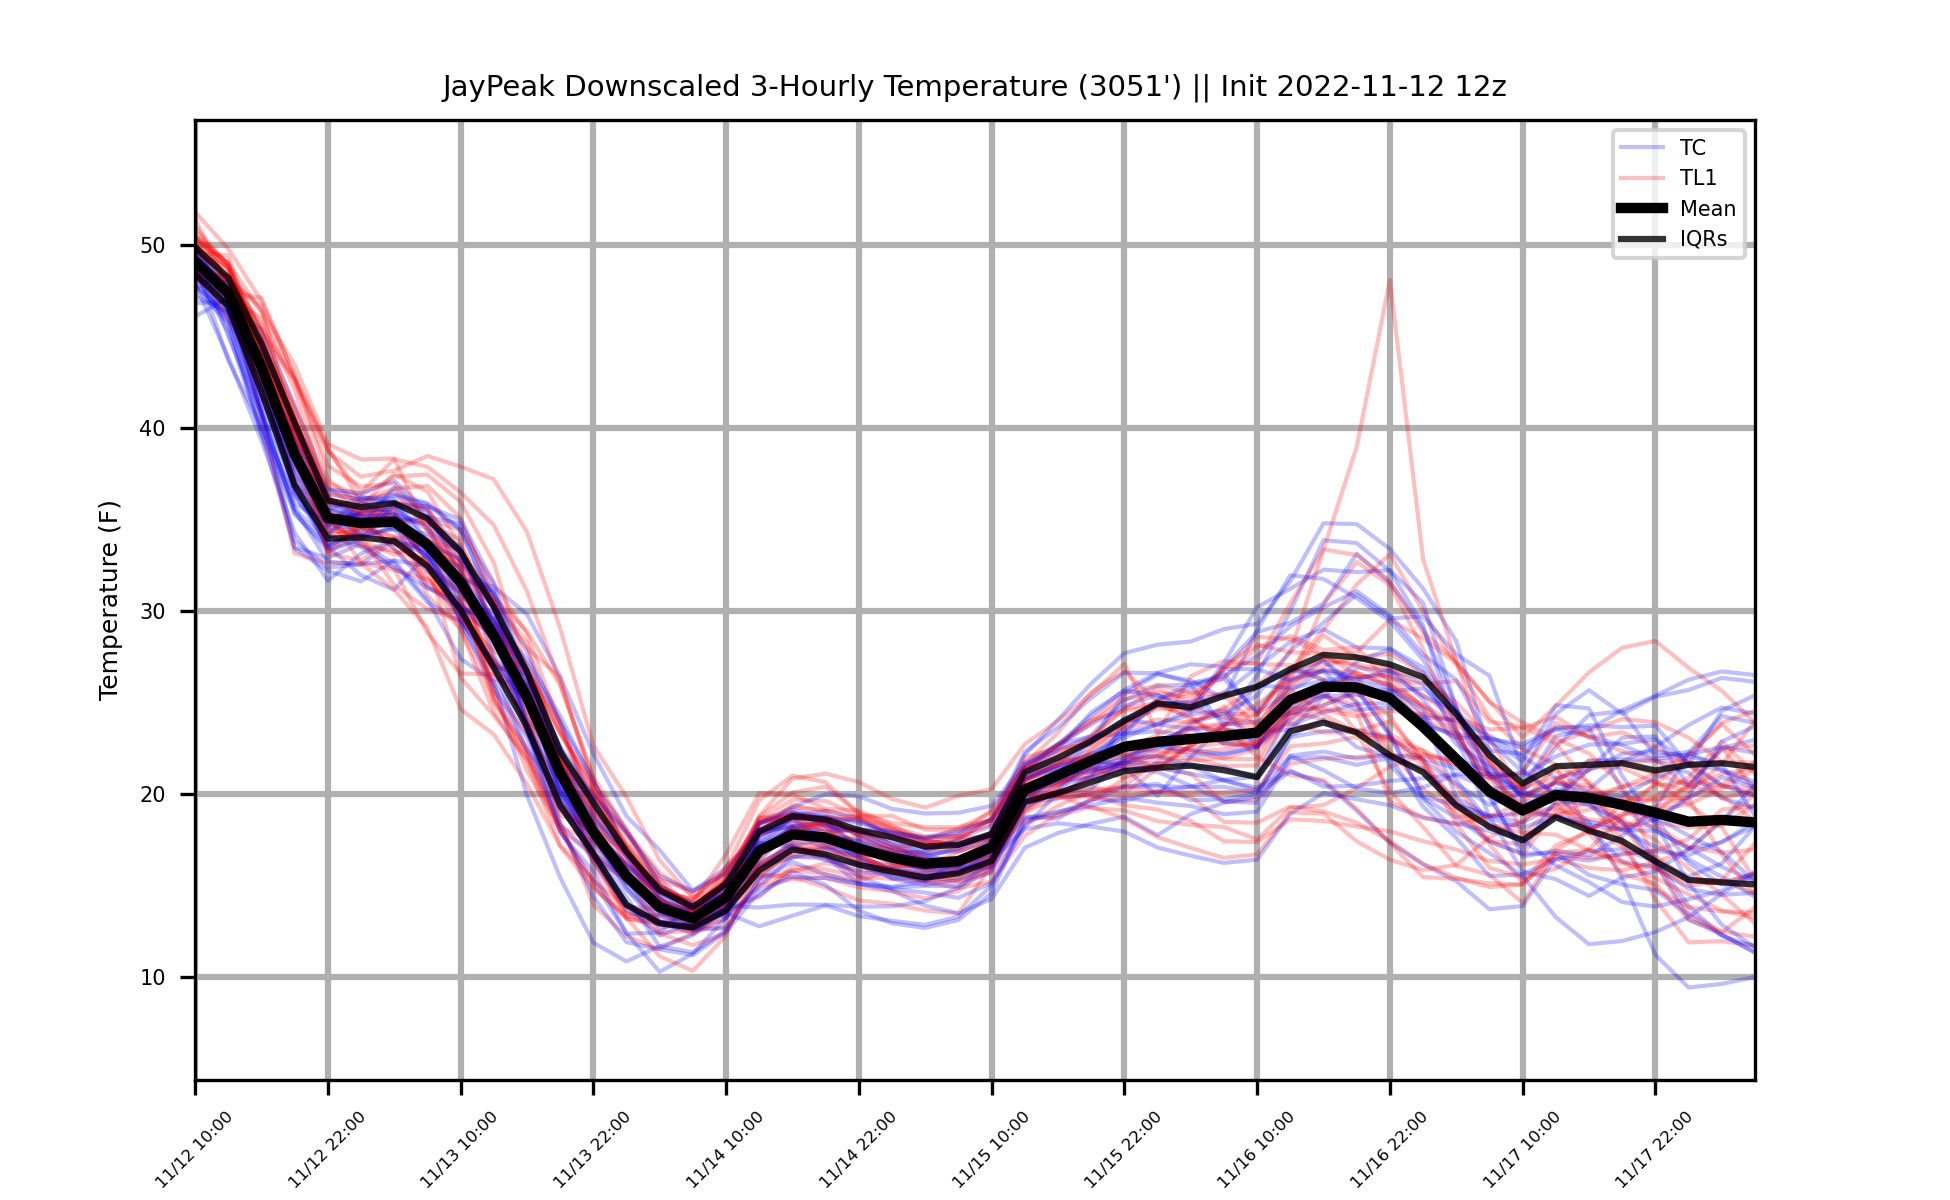 JayPeak Downscaled 3-Hourly Temperature (3051') || Init 2022-11-12 12z
TC
TL1
Mean
IQRs
Temperature (F)
50
40
30
20
10
11/12 10:00
11/12 22:00
11/13 10:00
11/13 22:00
11/14 10:00
11/14 22:00
11/15 10:00
11/15 22:00
11/16 10:00
11/16 22:00
11/17 10:00
11/17 22:00